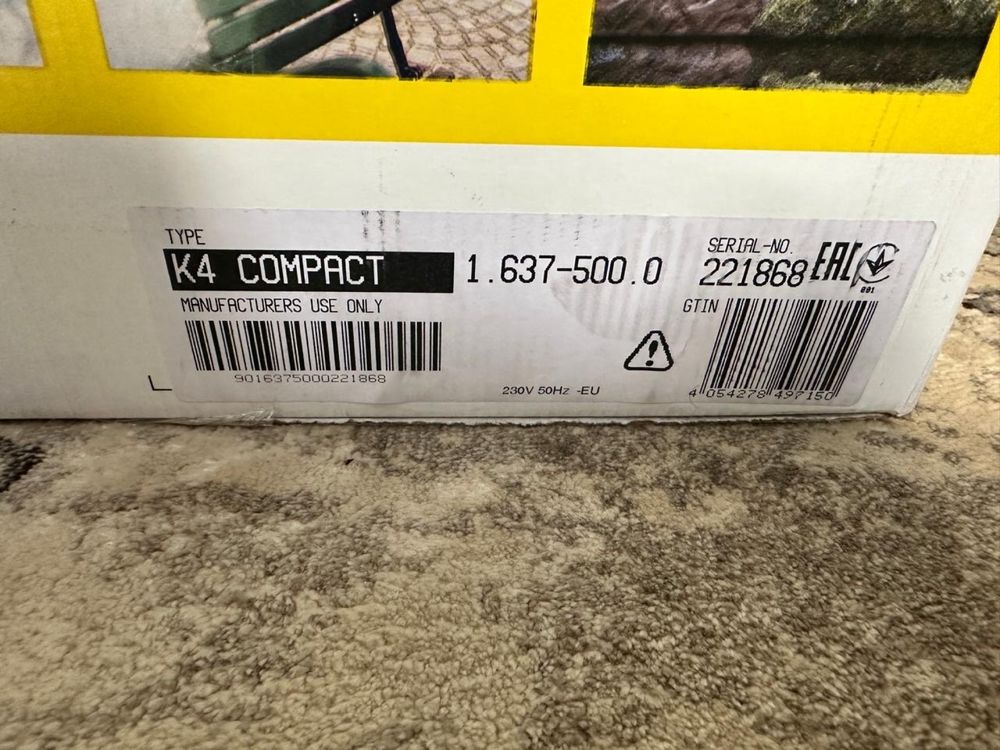 TYPE
K4 COMPACT
1.637-500.0
SERIAL-NO.
221868
EAC
001
MANUFACTURERS USE ONLY
9016375000221868
230V 50Hz -EU
GTIN
4 054278 497150